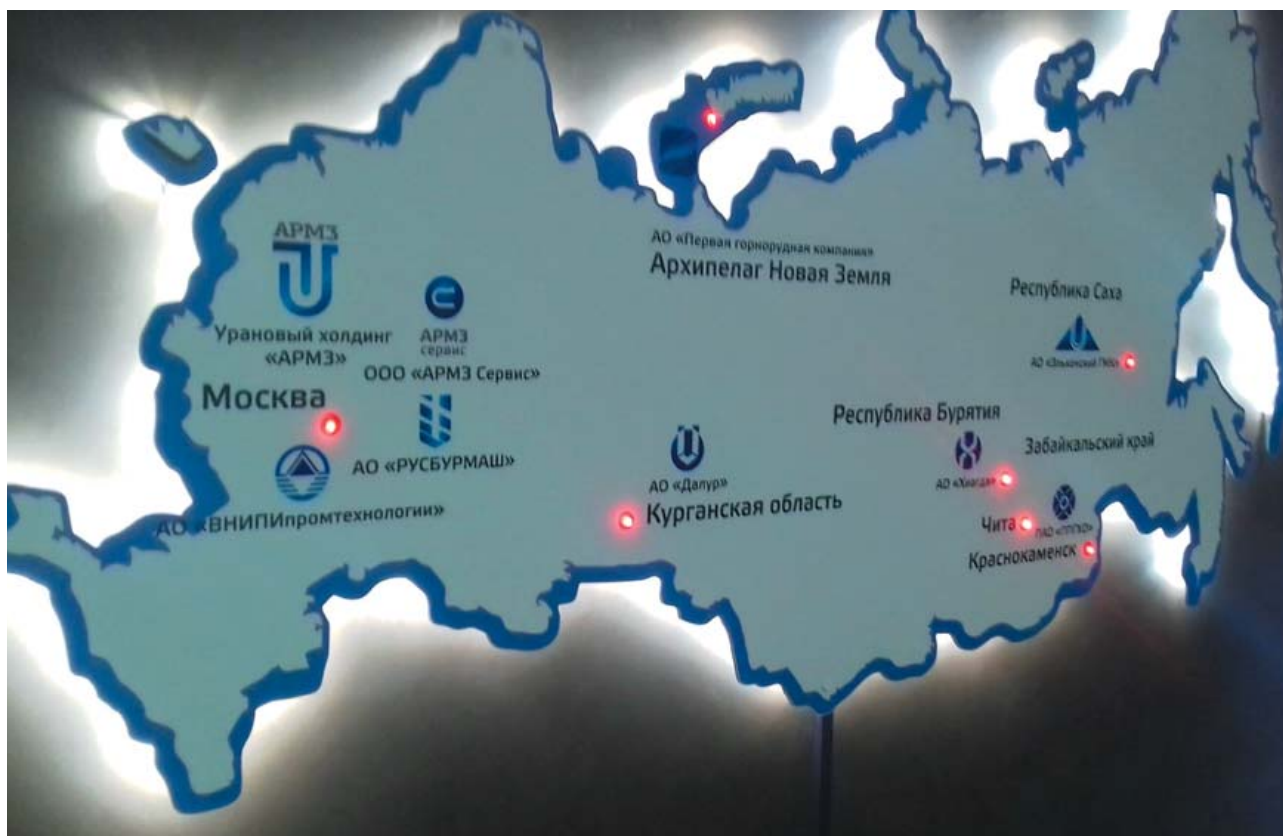 АРМЗ
Урановый холдинг
«АРМЗ»
АРМЗ
сервис
ООО «АРМЗ Сервис»
Москва
АО «РУСБУРМАШ»
АО «ВНИПИпромтехнологии»
АО «Первая горнорудная компания»
Архипелаг Новая Земля
АО «Далур»
Курганская область
Республика Саха
АО «Эльконский ГМК»
Республика Бурятия
АО «Хиагда»
Забайкальский край
Чита
ПАО «ППГХО»
Краснокаменск